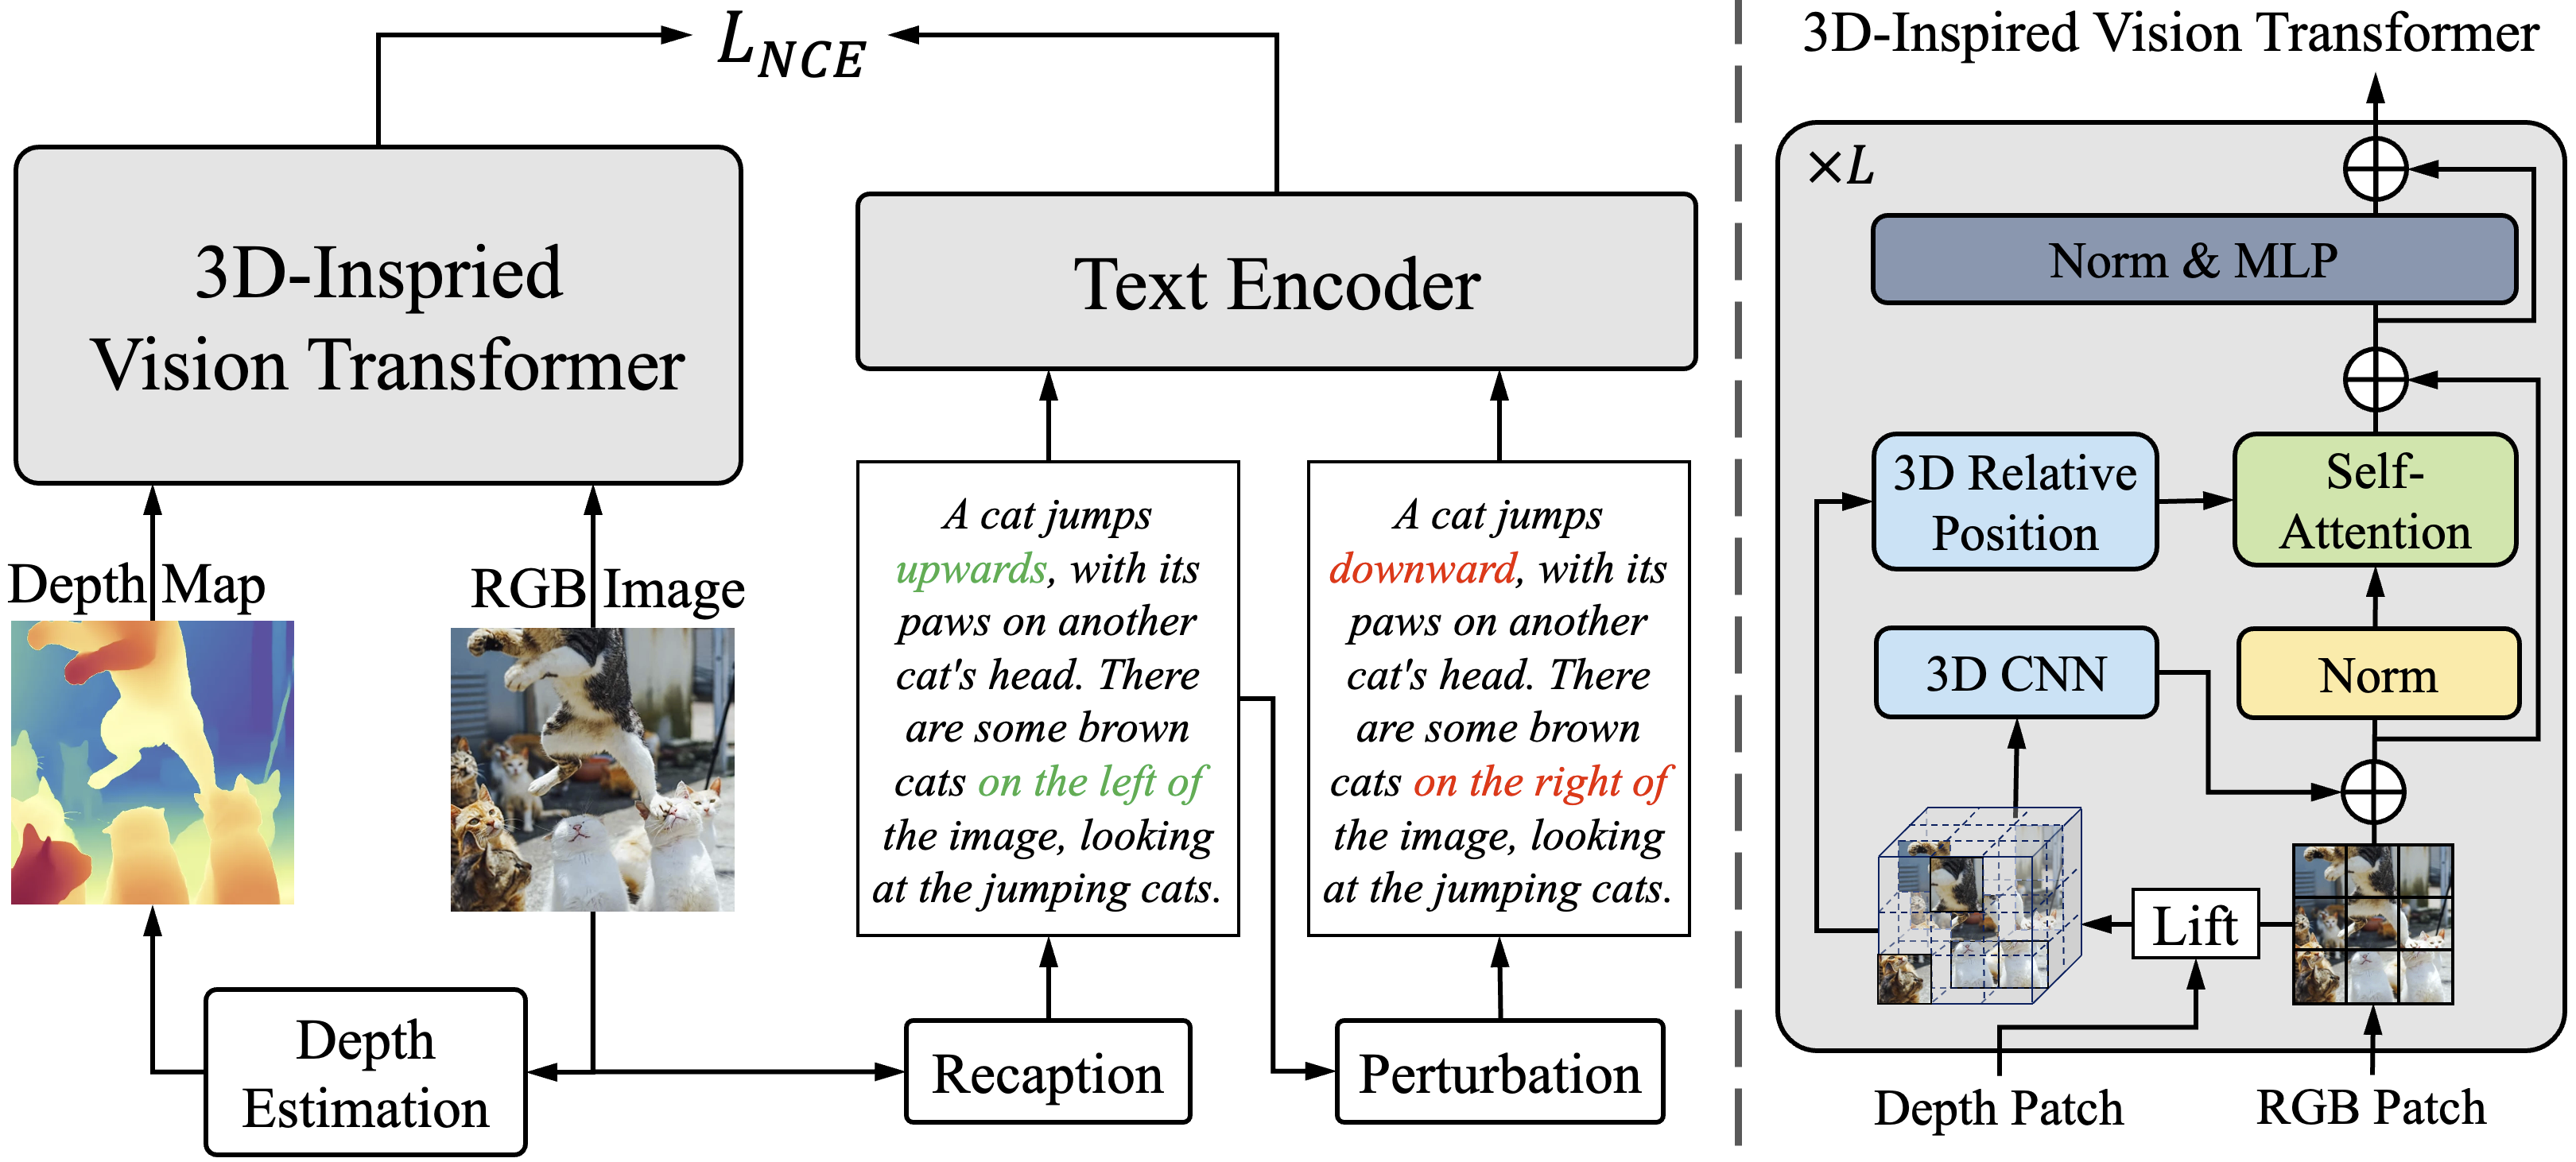 L_NCE
3D-Inspried
Vision Transformer
Text Encoder
Depth Map
RGB Image
A cat jumps
upwards, with its
paws on another
cat's head. There
are some brown
cats on the left of
the image, looking
at the jumping cats.
A cat jumps
downward, with its
paws on another
cat's head. There
are some brown
cats on the right of
the image, looking
at the jumping cats.
Depth
Estimation
Recaption
Perturbation
3D-Inspired Vision Transformer
×L
Norm & MLP
3D Relative
Position
Self-
Attention
3D CNN
Norm
Lift
Depth Patch
RGB Patch